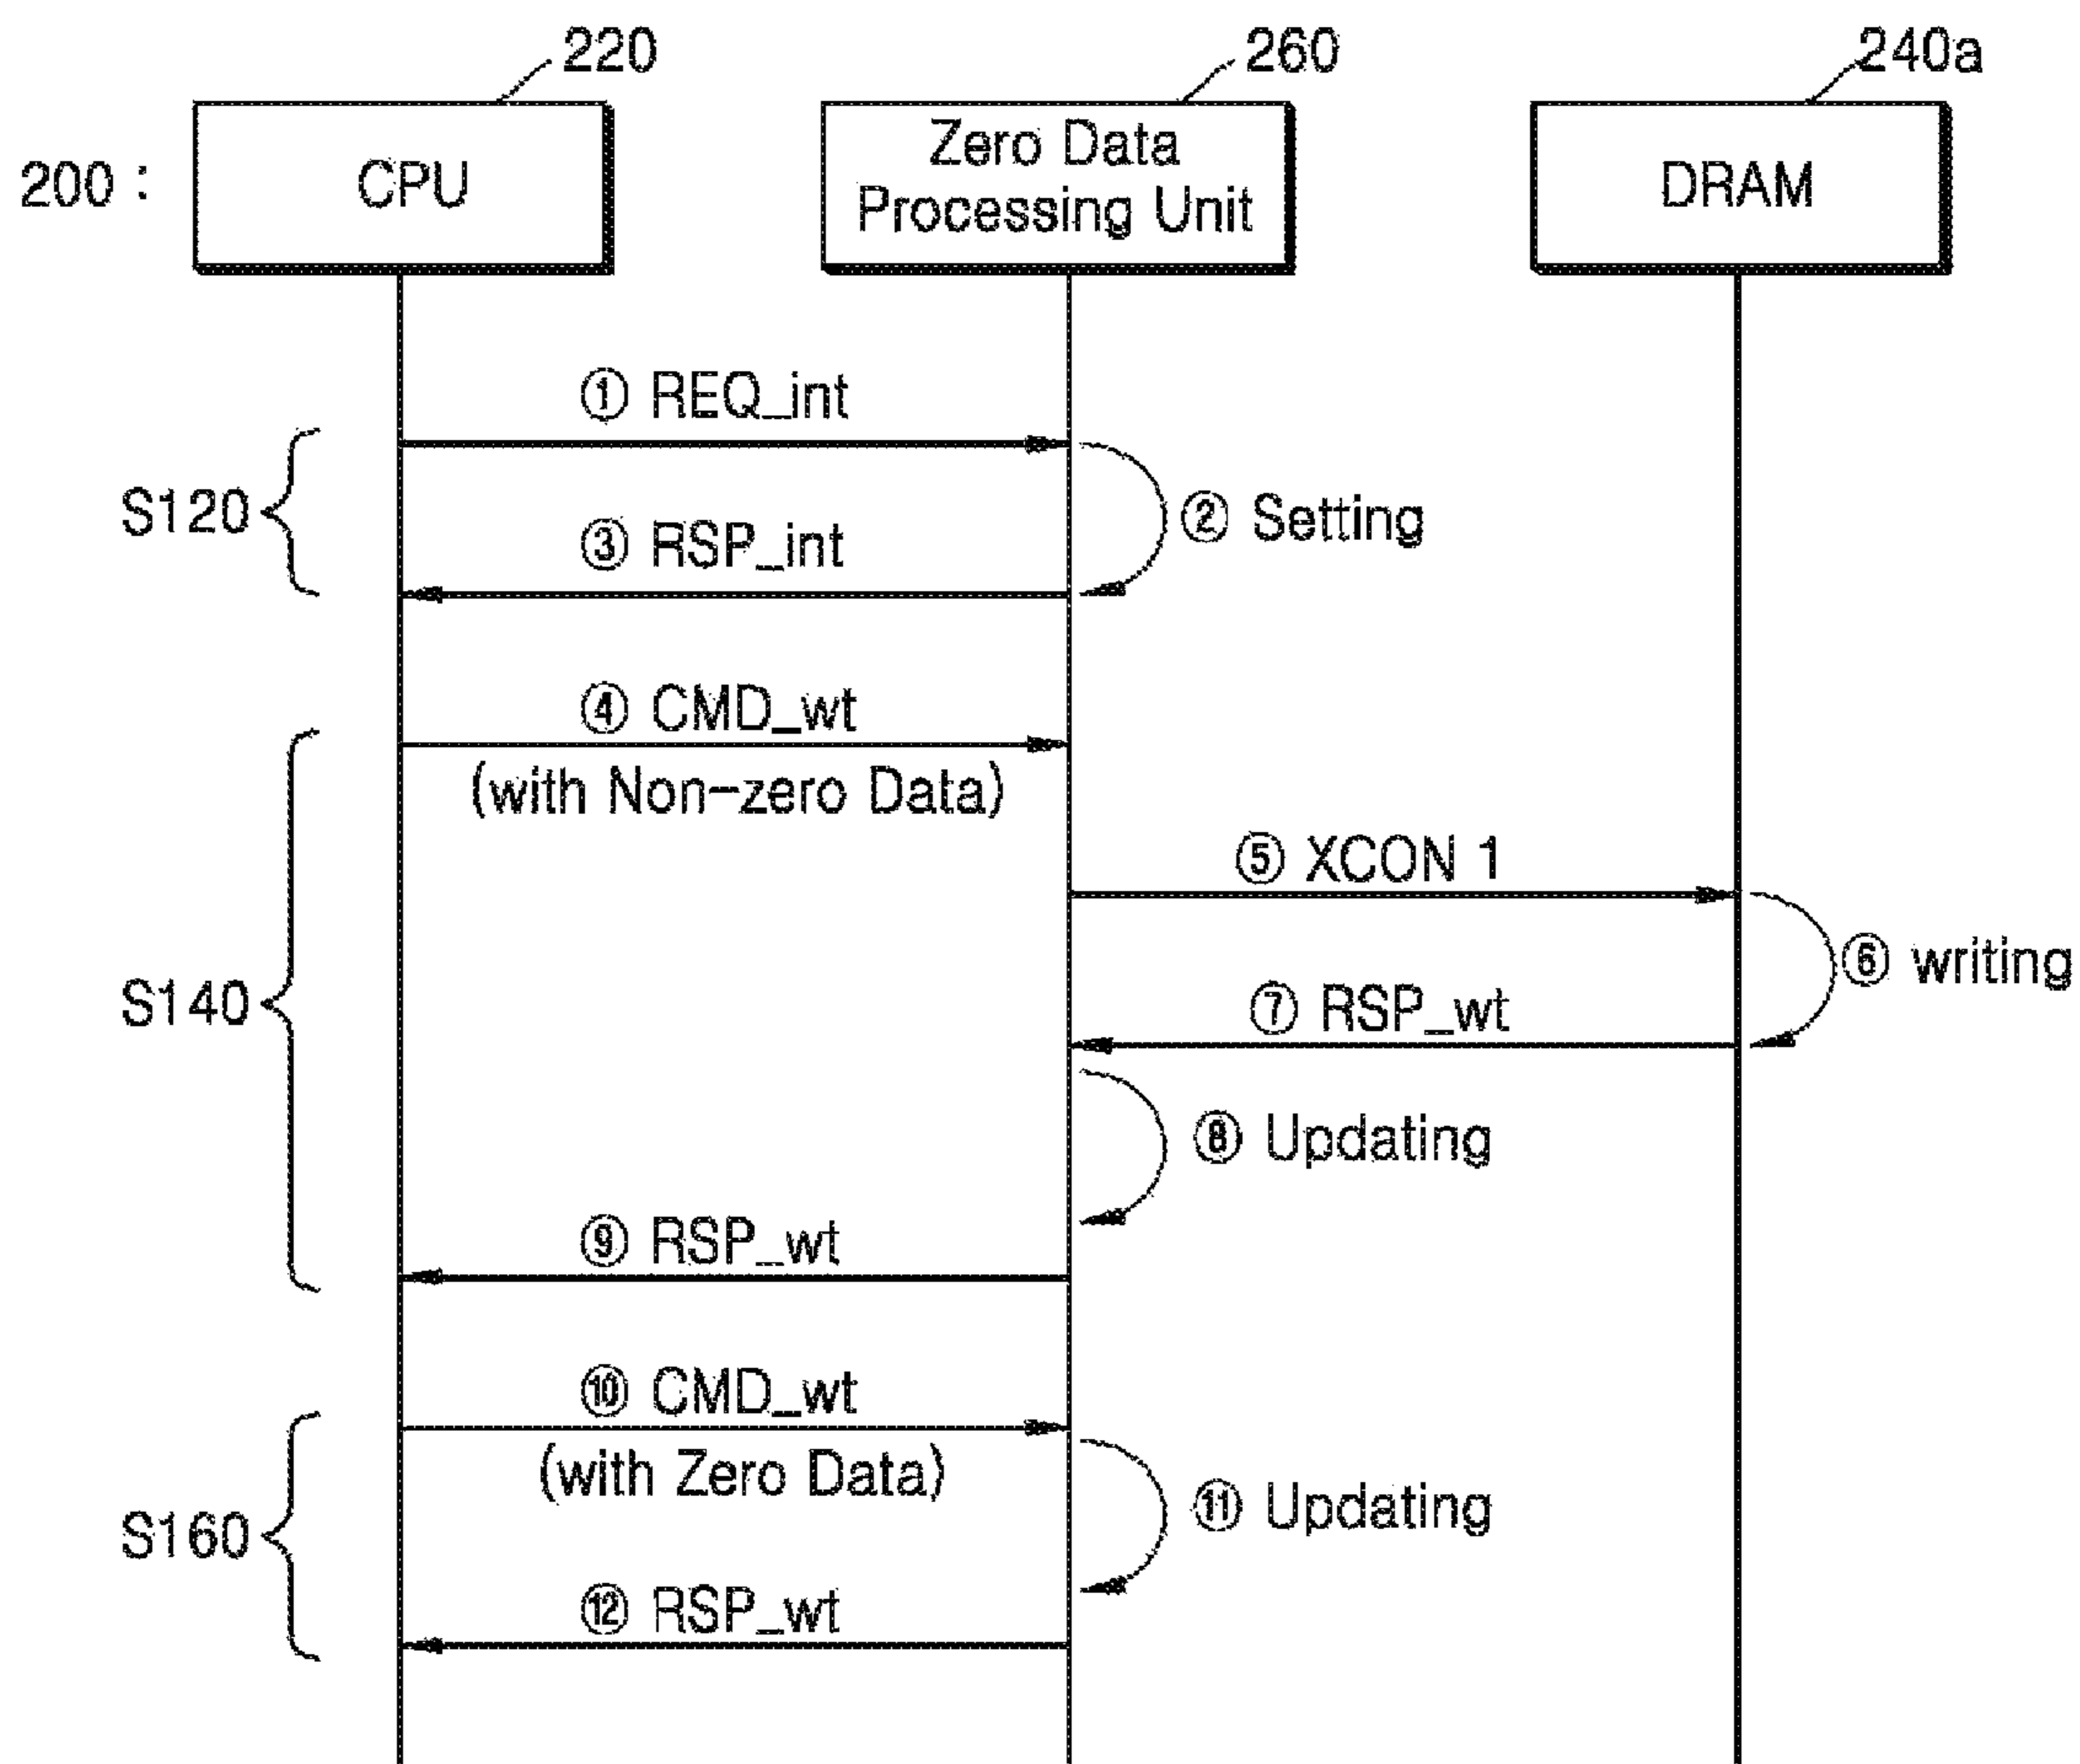 220
260
240a
200 :
CPU
Zero Data
Processing Unit
DRAM
① REQ_int
S120
② Setting
③ RSP_int
④ CMD_wt
(with Non-zero Data)
⑤ XCON 1
S140
⑥ writing
⑦ RSP_wt
⑧ Updating
⑨ RSP_wt
⑩ CMD_wt
(with Zero Data)
S160
⑪ Updating
⑫ RSP_wt